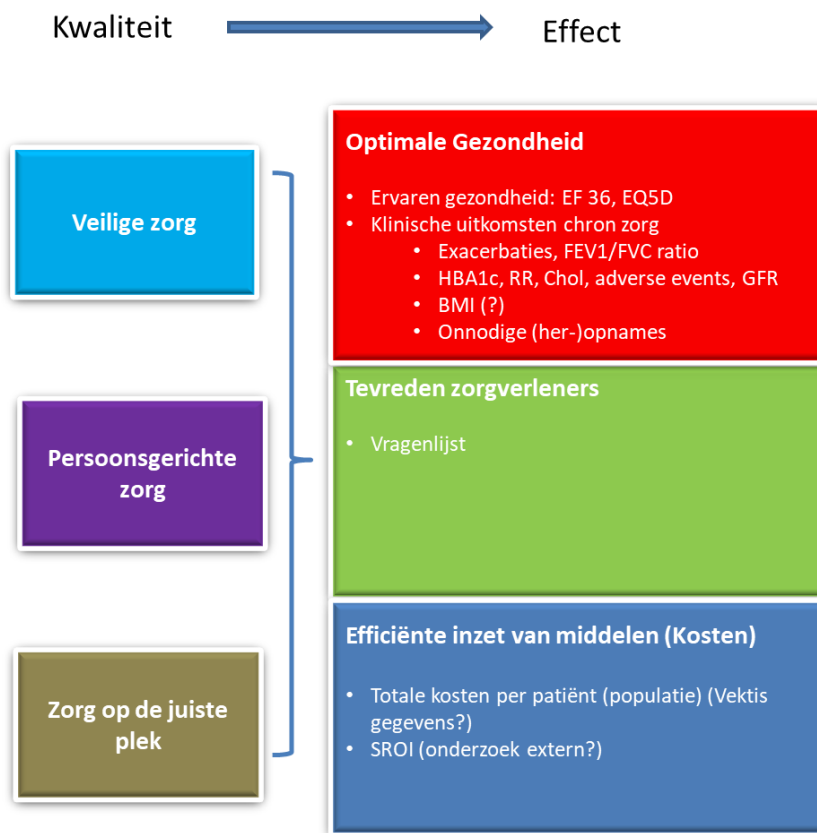 Kwaliteit
Effect
Veilige zorg
Persoonsgerichte
zorg
Zorg op de juiste
plek
Optimale Gezondheid
• Ervaren gezondheid: EF 36, EQ5D
• Klinische uitkomsten chron zorg
• Exacerbaties, FEV1/FVC ratio
• HBA1c, RR, Chol, adverse events, GFR
• BMI (?)
• Onnodige (her-)opnames
Tevreden zorgverleners
• Vragenlijst
Efficiënte inzet van middelen (Kosten)
• Totale kosten per patiënt (populatie) (Vektis
gegevens?)
• SROI (onderzoek extern?)